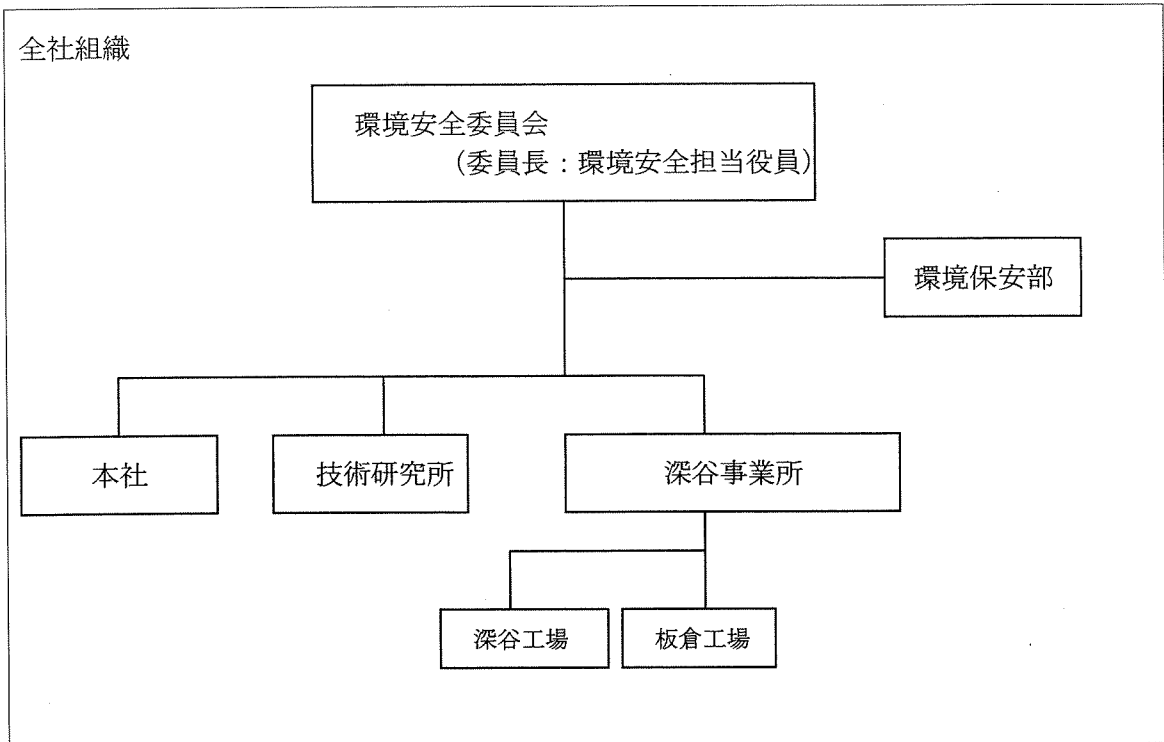 全社組織
環境安全委員会
（委員長：環境安全担当役員）
環境保安部
本社
技術研究所
深谷事業所
深谷工場
板倉工場